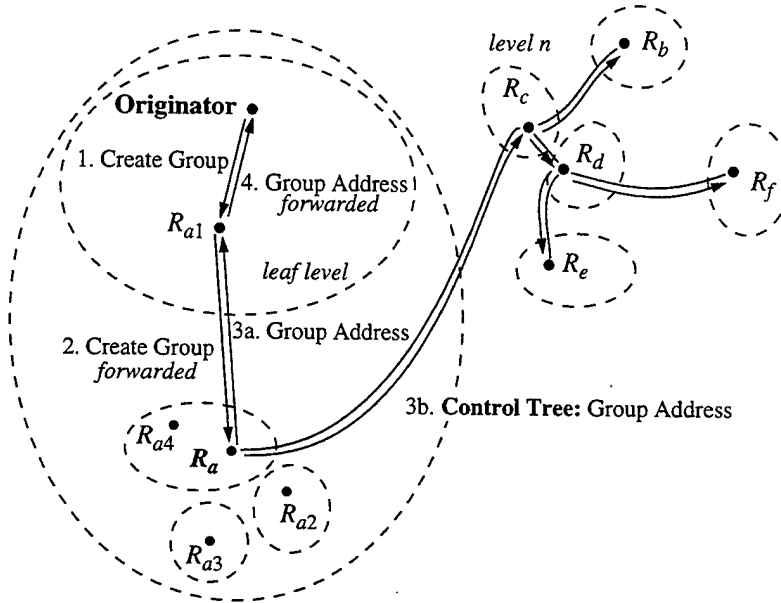 level n
R_b
R_c
Originator
1. Create Group
R_d
4. Group Address
forwarded
R_f
R_a1
leaf level
R_e
3a. Group Address
2. Create Group
forwarded
3b. Control Tree: Group Address
R_a4
R_a
R_a2
R_a3